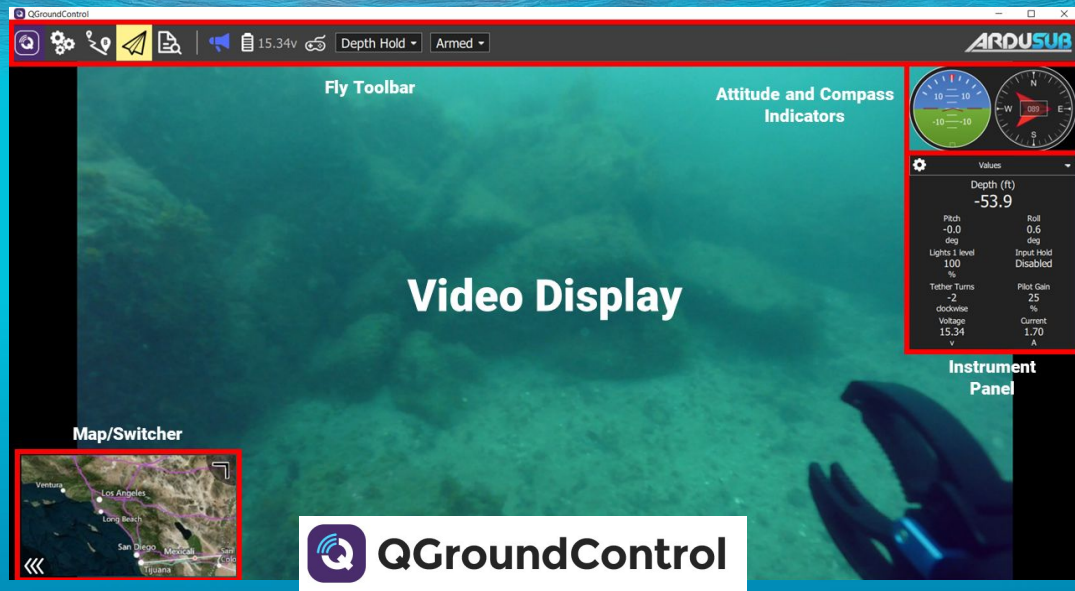 QGroundControl
15.34v Depth Hold Armed
ARDUSUB
Fly Toolbar
Attitude and Compass
Indicators
10 10
-10 -10
N
W 089 E
S
Values
Depth (ft)
-53.9
Pitch Roll
-0.0 0.6
deg deg
Lights 1 level Input Hold
100 Disabled
%
Tether Turns Pilot Gain
-2 25
clockwise %
Voltage Current
15.34 1.70
v A
Video Display
Instrument
Panel
Map/Switcher
Ventura
Los Angeles
Long Beach
San Diego Mexicali San
Tijuana
QGroundControl